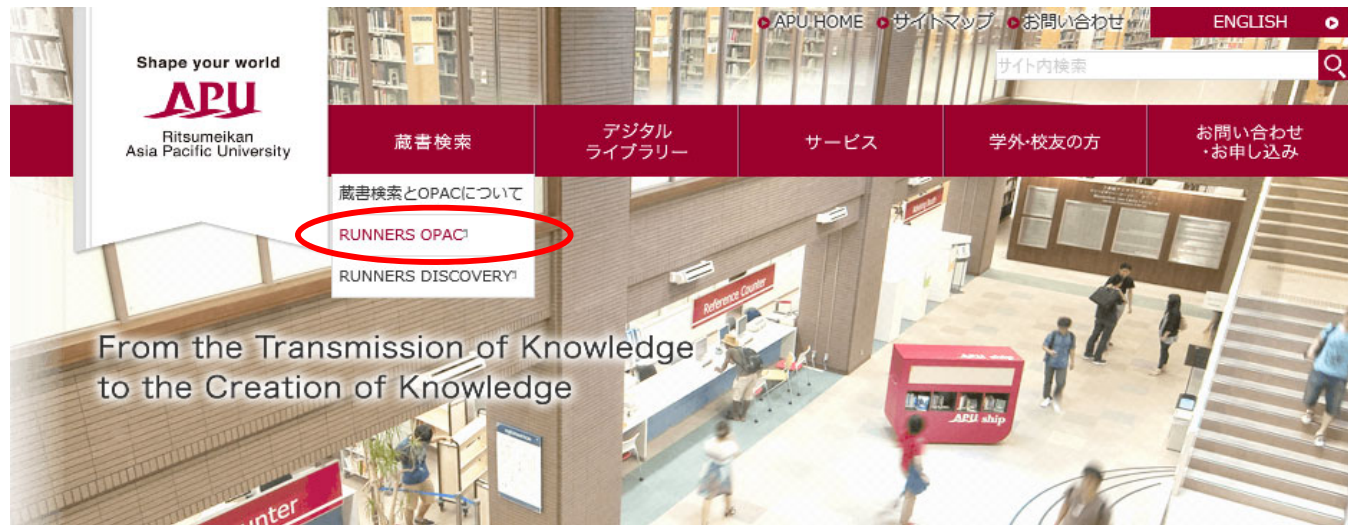 APU HOME サイトマップ お問い合わせ ENGLISH
サイト内検索
Shape your world
APU
Ritsumeikan
Asia Pacific University
蔵書検索
デジタル
ライブラリー
サービス
学外・校友の方
お問い合わせ
・お申し込み
蔵書検索とOPACについて
RUNNERS OPAC
RUNNERS DISCOVERY
From the Transmission of Knowledge
to the Creation of Knowledge
Reference Counter
APU ship
INFORMATION
unter